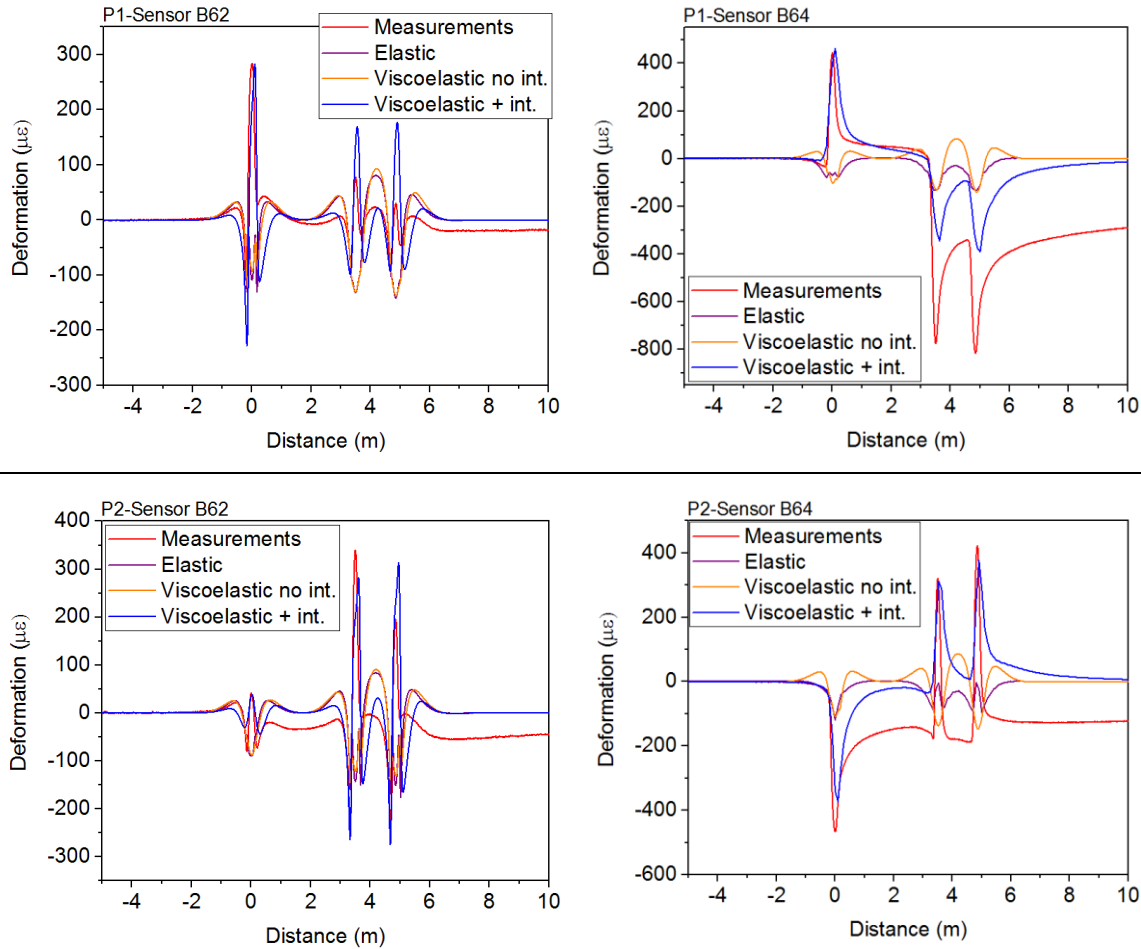 P1-Sensor B62
Measurements
Elastic
Viscoelastic no int.
Viscoelastic + int.
300
200
100
0
-100
-200
-300
Deformation (με)
-4 -2 0 2 4 6 8 10
Distance (m)
P1-Sensor B64
400
200
0
-200
-400
-600
-800
Deformation (με)
Measurements
Elastic
Viscoelastic no int.
Viscoelastic + int.
-4 -2 0 2 4 6 8 10
Distance (m)
P2-Sensor B62
Measurements
Elastic
Viscoelastic no int.
Viscoelastic + int.
400
300
200
100
0
-100
-200
-300
Deformation (με)
-4 -2 0 2 4 6 8 10
Distance (m)
P2-Sensor B64
Measurements
Elastic
Viscoelastic no int.
Viscoelastic + int.
400
200
0
-200
-400
-600
Deformation (με)
-4 -2 0 2 4 6 8 10
Distance (m)